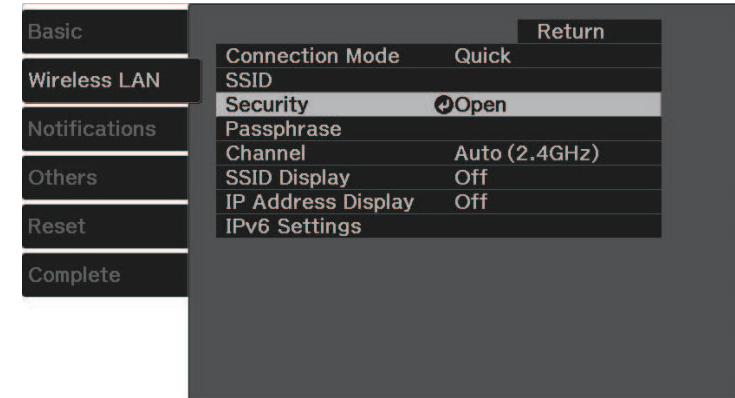 Basic
Wireless LAN
Notifications
Others
Reset
Complete
Return
Connection Mode Quick
SSID
Security Open
Passphrase
Channel Auto (2.4GHz)
SSID Display Off
IP Address Display Off
IPv6 Settings